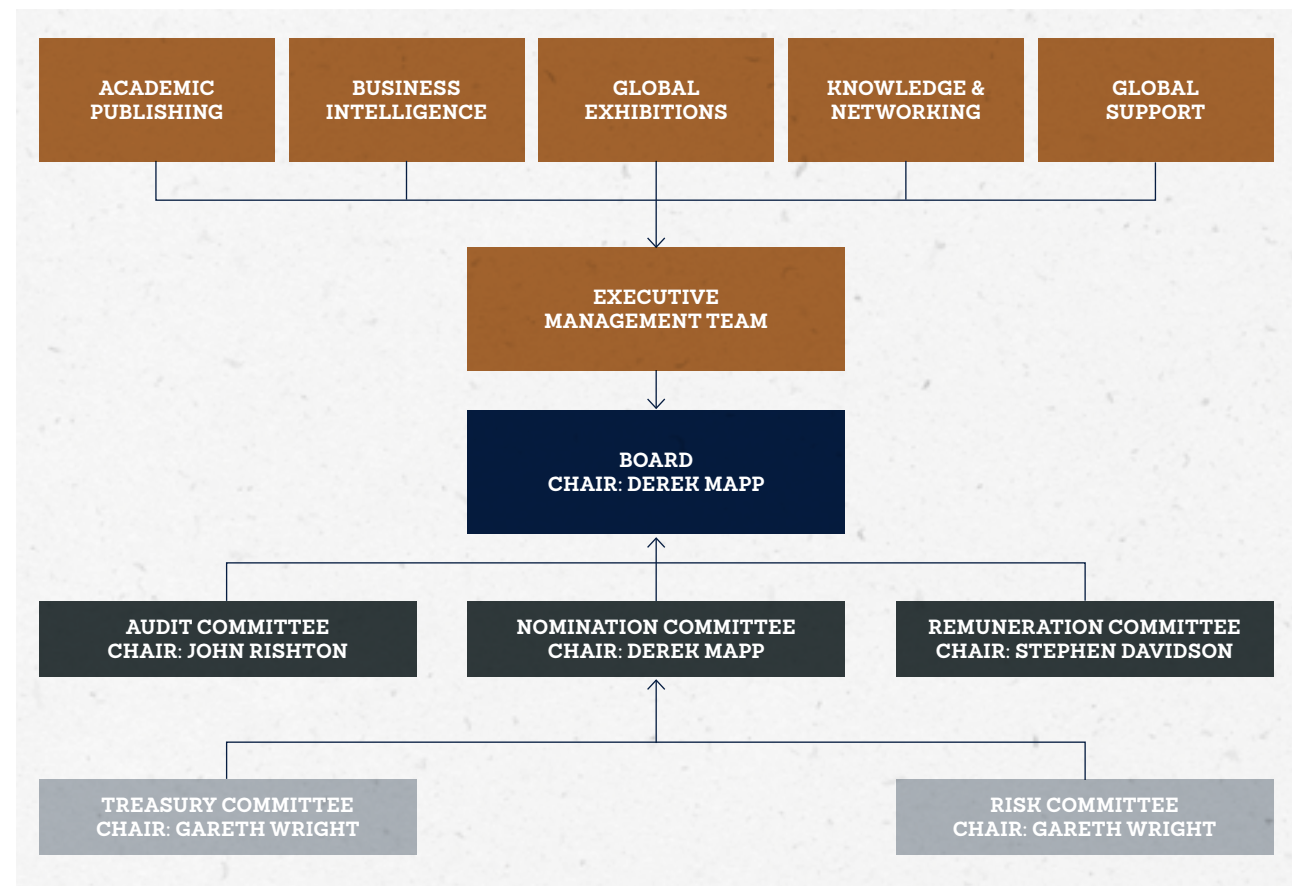 ACADEMIC
PUBLISHING
BUSINESS
INTELLIGENCE
GLOBAL
EXHIBITIONS
KNOWLEDGE &
NETWORKING
GLOBAL
SUPPORT
EXECUTIVE
MANAGEMENT TEAM
BOARD
CHAIR: DEREK MAPP
AUDIT COMMITTEE
CHAIR: JOHN RISHTON
NOMINATION COMMITTEE
CHAIR: DEREK MAPP
REMUNERATION COMMITTEE
CHAIR: STEPHEN DAVIDSON
TREASURY COMMITTEE
CHAIR: GARETH WRIGHT
RISK COMMITTEE
CHAIR: GARETH WRIGHT